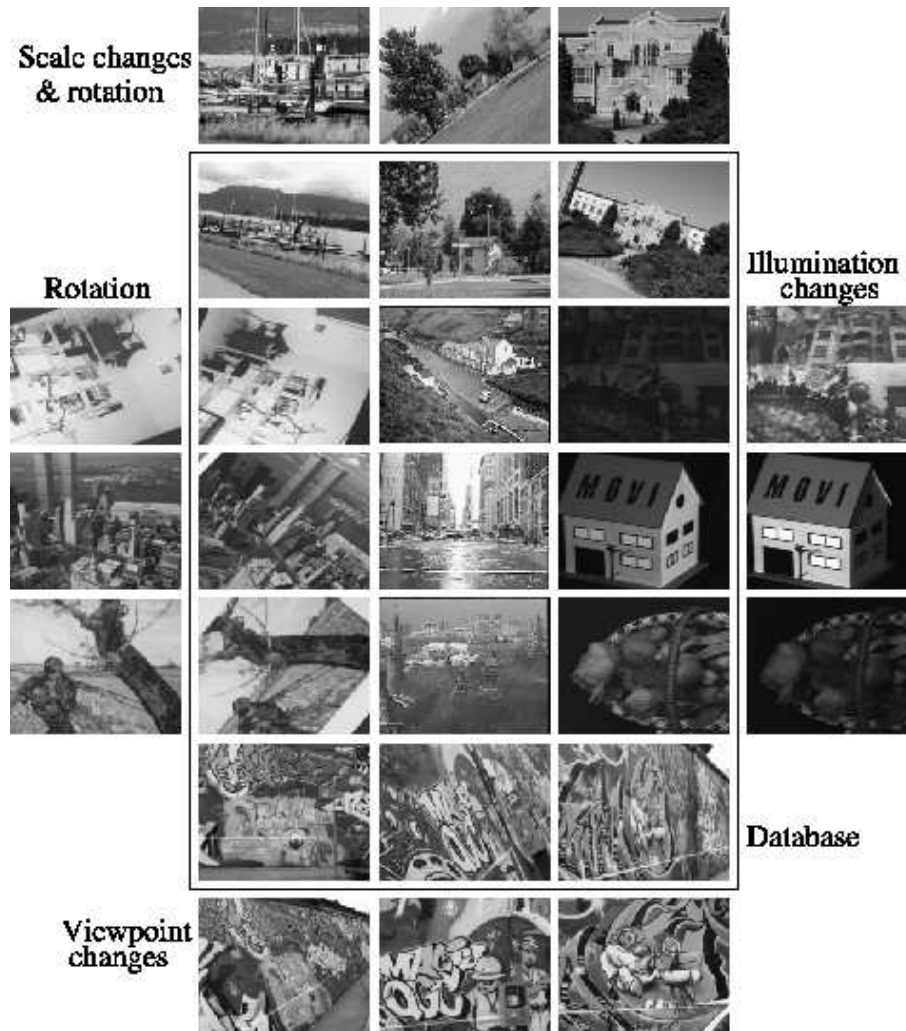 Scale changes
& rotation
Rotation
Illumination
changes
MOVI
MOVI
Database
Viewpoint
changes